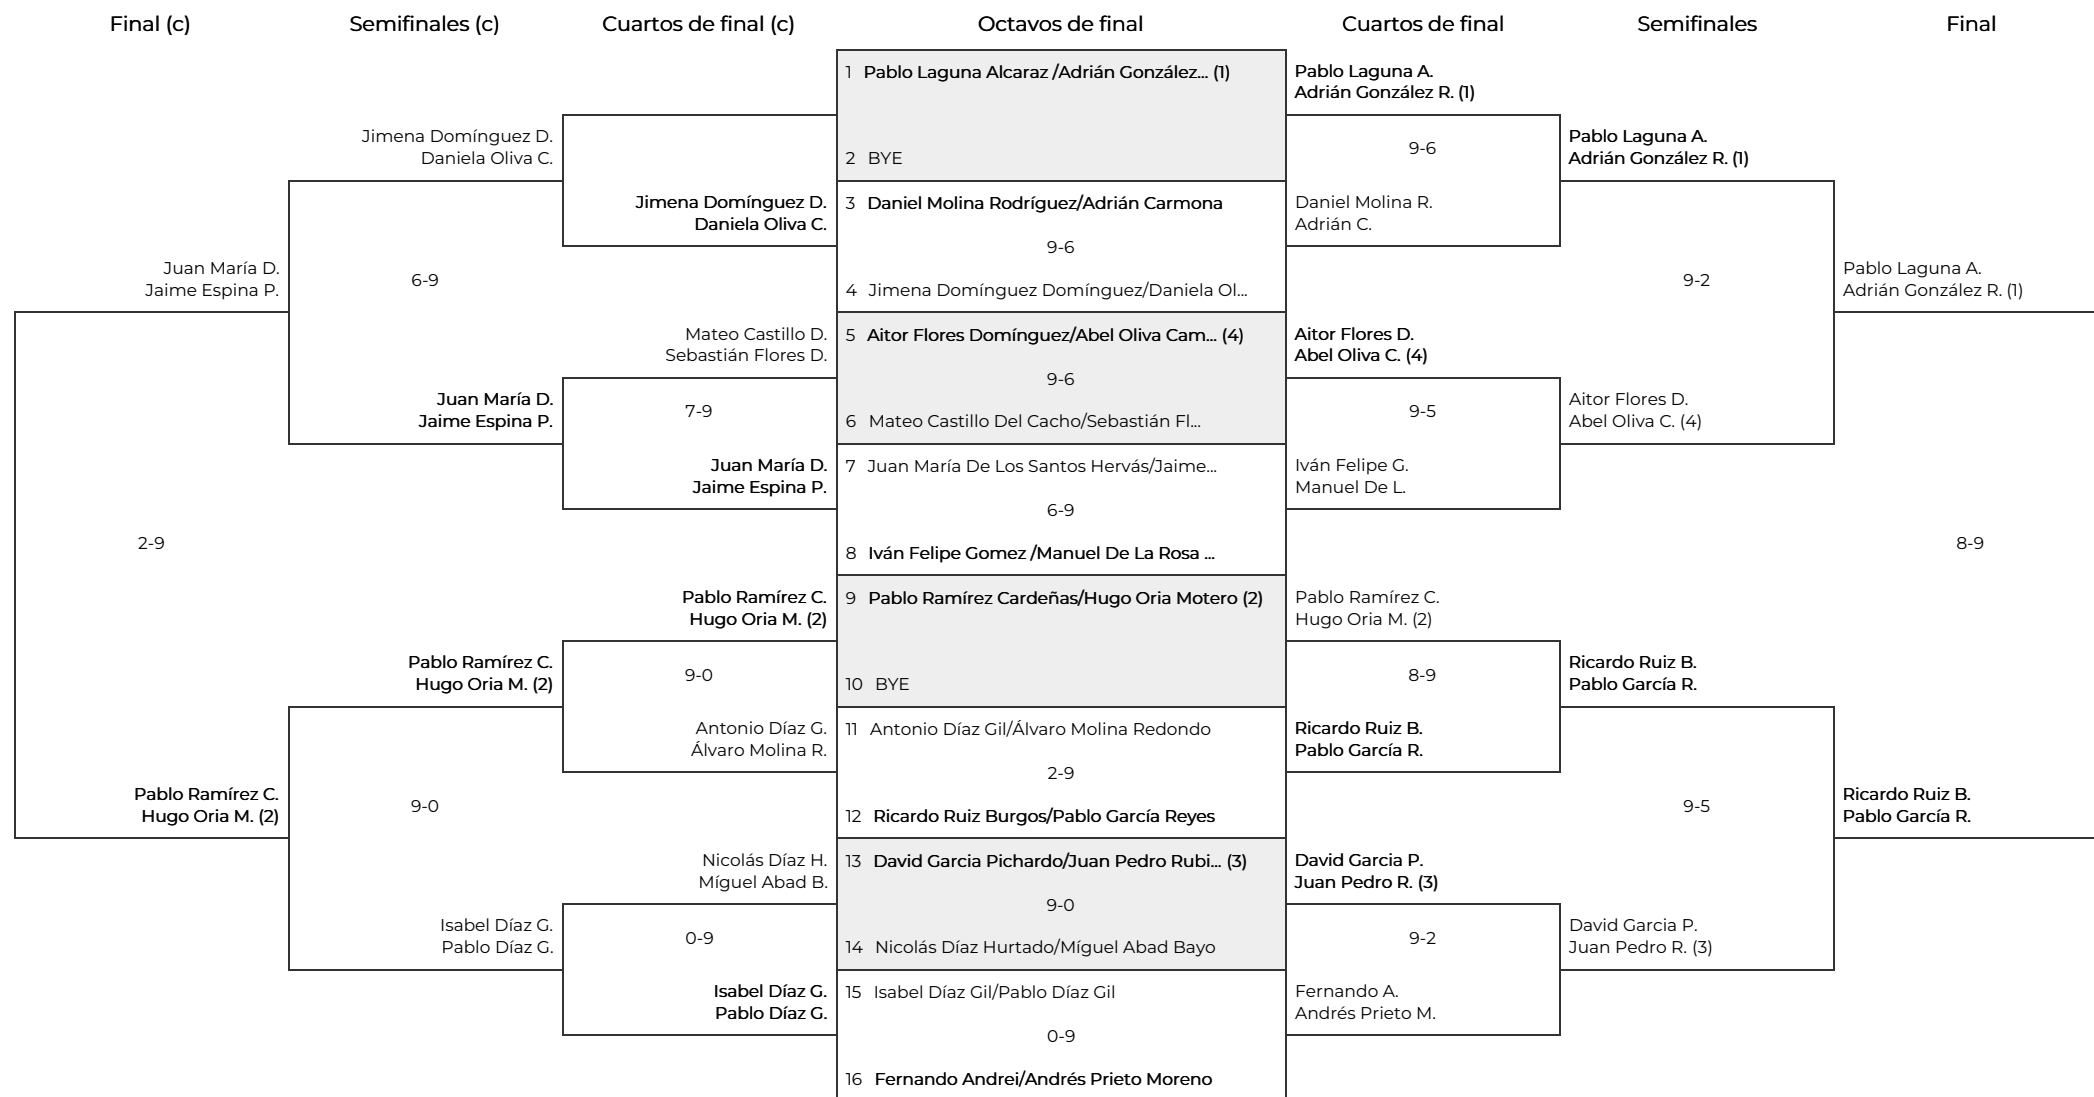 Final (c)
Semifinales (c)
Cuartos de final (c)
Octavos de final
Cuartos de final
Semifinales
Final
Juan María D.
Jaime Espina P.
2-9
Pablo Ramírez C.
Hugo Oria M. (2)
Jimena Domínguez D.
Daniela Oliva C.
6-9
Juan María D.
Jaime Espina P.
Pablo Ramírez C.
Hugo Oria M. (2)
9-0
Isabel Díaz G.
Pablo Díaz G.
Jimena Domínguez D.
Daniela Oliva C.
Mateo Castillo D.
Sebastián Flores D.
7-9
Juan María D.
Jaime Espina P.
Pablo Ramírez C.
Hugo Oria M. (2)
9-0
Antonio Díaz G.
Álvaro Molina R.
Nicolás Díaz H.
Míguel Abad B.
0-9
Isabel Díaz G.
Pablo Díaz G.
1 Pablo Laguna Alcaraz /Adrián González... (1)
2 BYE
3 Daniel Molina Rodríguez/Adrián Carmona
9-6
4 Jimena Domínguez Domínguez/Daniela Ol...
5 Aitor Flores Domínguez/Abel Oliva Cam... (4)
9-6
6 Mateo Castillo Del Cacho/Sebastián Fl...
7 Juan María De Los Santos Hervás/Jaime...
6-9
8 Iván Felipe Gomez /Manuel De La Rosa ...
9 Pablo Ramírez Cardeñas/Hugo Oria Motero (2)
10 BYE
11 Antonio Díaz Gil/Álvaro Molina Redondo
2-9
12 Ricardo Ruiz Burgos/Pablo García Reyes
13 David Garcia Pichardo/Juan Pedro Rubi... (3)
9-0
14 Nicolás Díaz Hurtado/Míguel Abad Bayo
15 Isabel Díaz Gil/Pablo Díaz Gil
0-9
16 Fernando Andrei/Andrés Prieto Moreno
Pablo Laguna A.
Adrián González R. (1)
9-6
Daniel Molina R.
Adrián C.
Aitor Flores D.
Abel Oliva C. (4)
9-5
Iván Felipe G.
Manuel De L.
Pablo Ramírez C.
Hugo Oria M. (2)
8-9
Ricardo Ruiz B.
Pablo García R.
David Garcia P.
Juan Pedro R. (3)
9-2
Fernando A.
Andrés Prieto M.
Pablo Laguna A.
Adrián González R. (1)
9-2
Aitor Flores D.
Abel Oliva C. (4)
Ricardo Ruiz B.
Pablo García R.
9-5
David Garcia P.
Juan Pedro R. (3)
Pablo Laguna A.
Adrián González R. (1)
8-9
Ricardo Ruiz B.
Pablo García R.